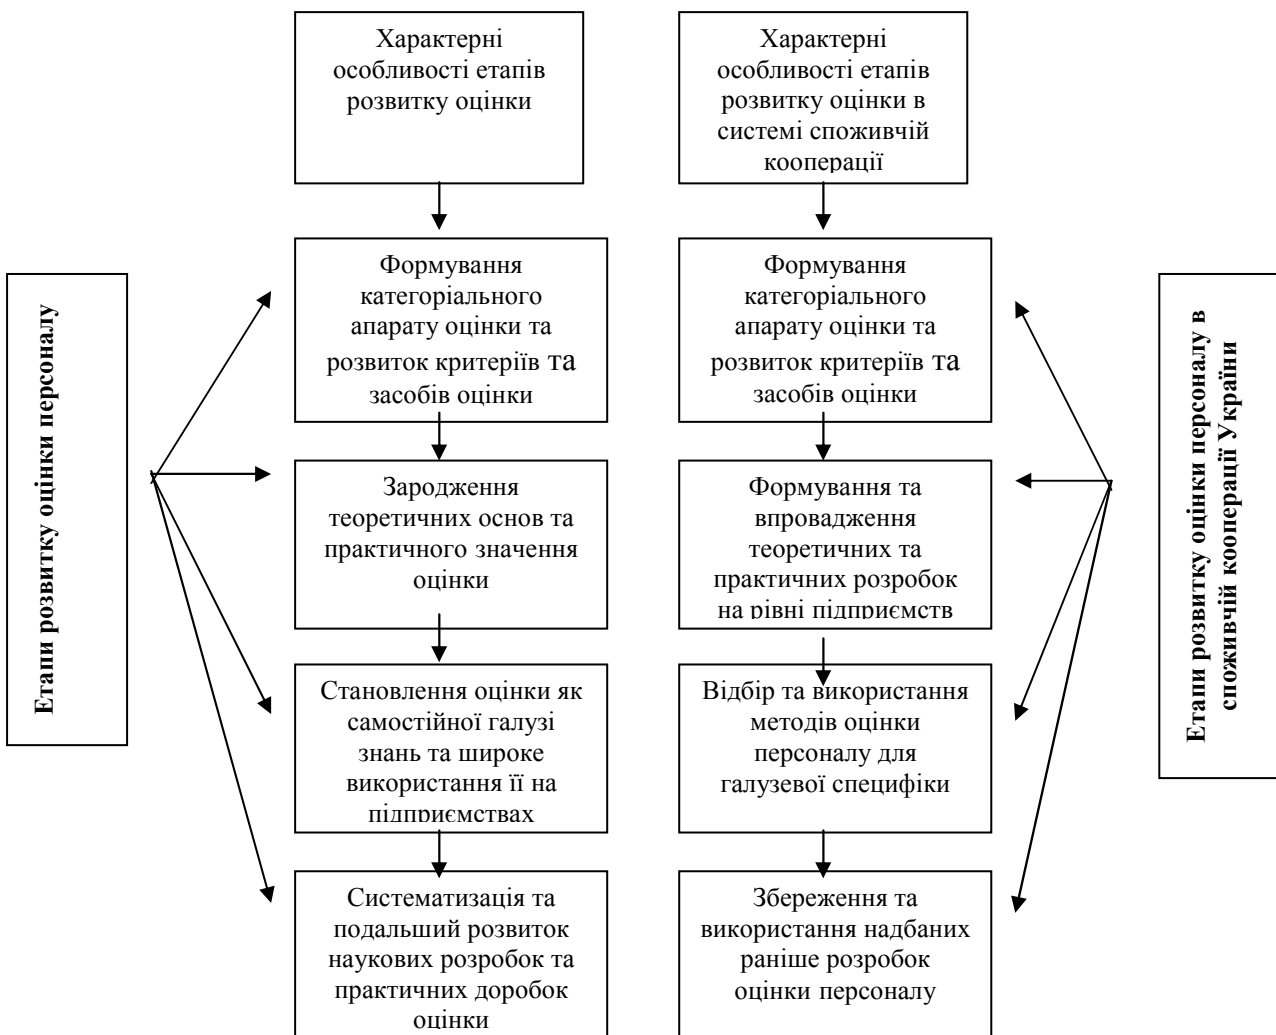 Характерні
особливості етапів
розвитку оцінки
Характерні
особливості етапів
розвитку оцінки в
системі споживчій
кооперації
Етапи розвитку оцінки персоналу
Формування
категоріального
апарату оцінки та
розвиток критеріїв та
засобів оцінки
Формування
категоріального
апарату оцінки та
розвиток критеріїв та
засобів оцінки
Етапи розвитку оцінки персоналу в
споживчій кооперації України
Зародження
теоретичних основ та
практичного значення
оцінки
Формування та
впровадження
теоретичних та
практичних розробок
на рівні підприємств
Становлення оцінки як
самостійної галузі
знань та широке
використання її на
підприємствах
Відбір та використання
методів оцінки
персоналу для
галузевої специфіки
Систематизація та
подальший розвиток
наукових розробок та
практичних доробок
оцінки
Збереження та
використання надбаних
раніше розробок
оцінки персоналу